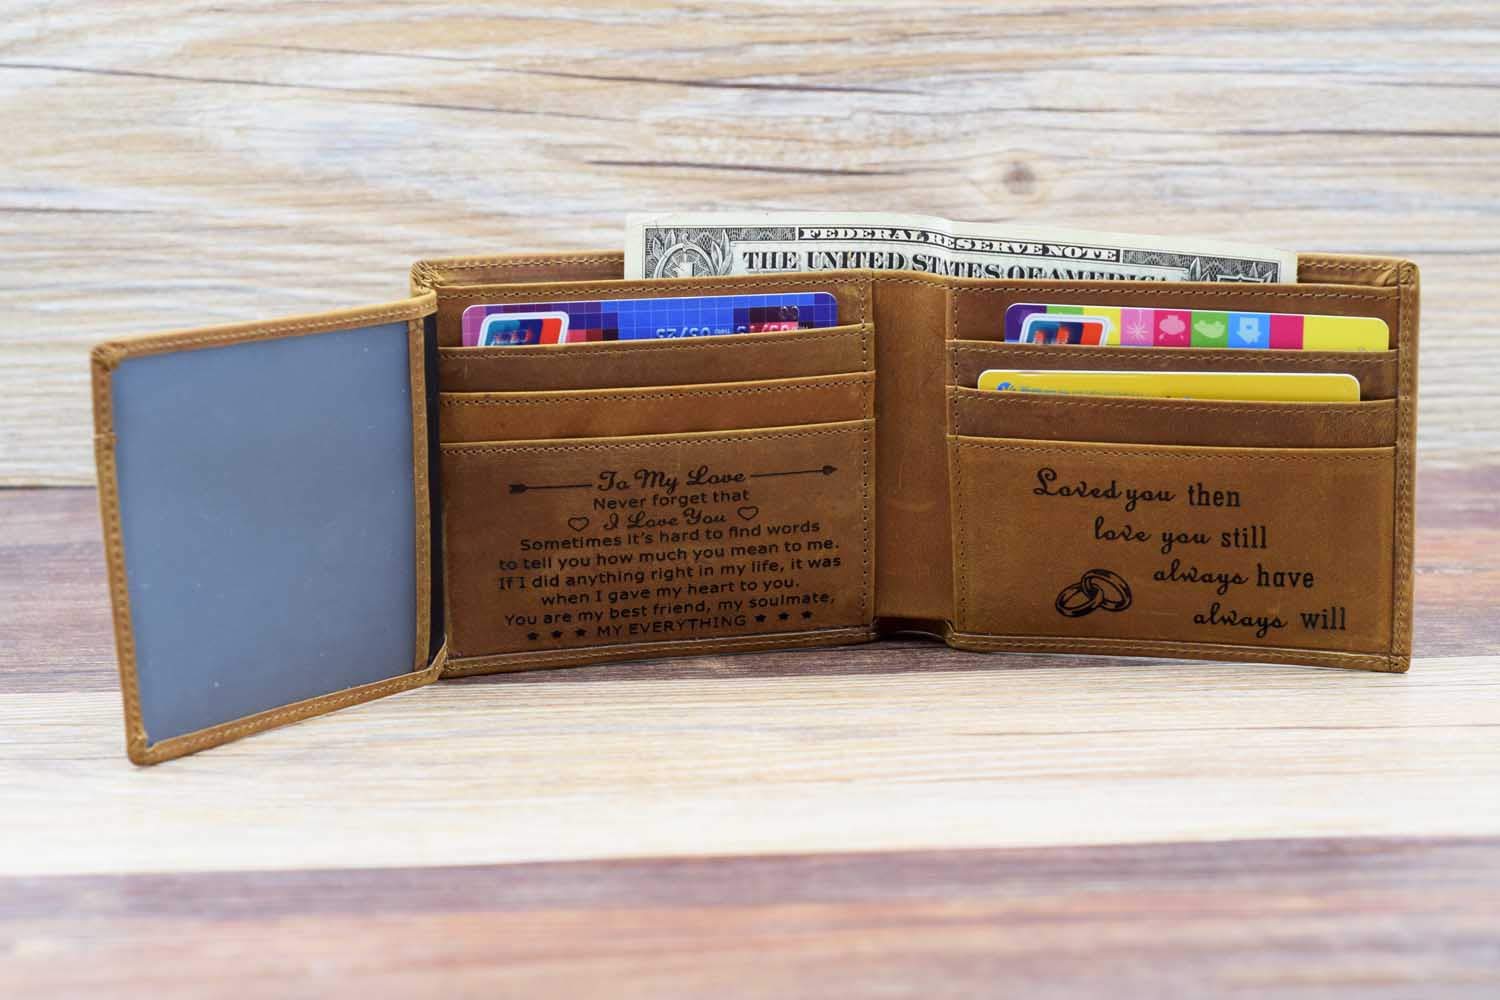 FEDERAL RESERVE NOTE
THE UNITED STATES OF AMERICA
To My Love
Never forget that
I Love You
Sometimes it's hard to find words
to tell you how much you mean to me.
If I did anything right in my life, it was
when I gave my heart to you.
You are my best friend, my soulmate,
MY EVERYTHING
Loved you then
love you still
always have
always will